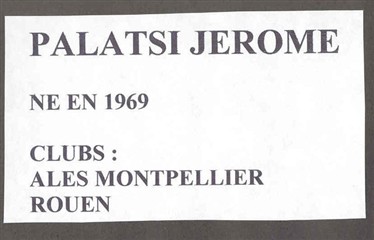 PALATSI JEROME
NE EN 1969
CLUBS :
ALES MONTPELLIER
ROUEN